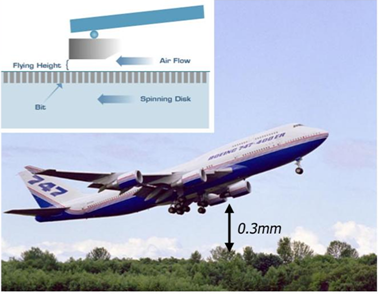 Flying Height
Air Flow
Spinning Disk
Bit
BOEING 747-400ER
747
0.3mm